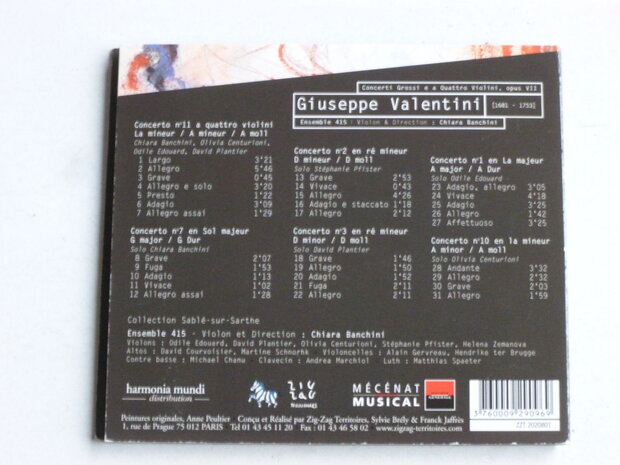 Concerti Grossi e a Quattro Violini, opus VII
Giuseppe Valentini [1681 - 1753]
Ensemble 415 | Violon & Direction : Chiara Banchini
Concerto n°11 a quattro violini
La mineur / A mineur / A moll
Chiara Banchini, Olivia Centurioni,
Odile Edouard, David Plantier
1 Largo 3'21
2 Allegro 5'46
3 Grave 0'45
4 Allegro e solo 3'20
5 Presto 1'22
6 Adagio 3'09
7 Allegro assai 1'29
Concerto n°7 en Sol majeur
G major / G Dur
Solo Chiara Banchini
8 Grave 2'07
9 Fuga 1'53
10 Adagio 1'13
11 Vivace 1'02
12 Allegro assai 1'28
Concerto n°2 en ré mineur
D mineur / D moll
Solo Stéphanie Pfister
13 Grave 2'53
14 Vivace 0'43
15 Allegro 4'26
16 Adagio e staccato 1'18
17 Allegro 2'12
Concerto n°3 en ré mineur
D minor / D moll
Solo David Plantier
18 Grave 1'46
19 Allegro 1'50
20 Adagio 1'52
21 Fuga 2'11
22 Allegro 2'11
Concerto n°1 en La majeur
A major / A Dur
Solo Odile Edouard
23 Adagio, allegro 3'05
24 Vivace 4'18
25 Adagio 3'25
26 Allegro 1'42
27 Affettuoso 3'25
Concerto n°10 en la mineur
A minor / A moll
Solo Olivia Centurioni
28 Andante 3'32
29 Allegro 2'32
30 Grave 2'03
31 Allegro 1'59
Collection Sablé-sur-Sarthe
Ensemble 415 - Violon et Direction : Chiara Banchini
Violons : Odile Edouard, David Plantier, Olivia Centurioni, Stéphanie Pfister, Helena Zemanova
Altos : David Courvoisier, Martine Schnorhk - Violoncelles : Alain Gervreau, Hendrike ter Brugge
Contre basse : Michael Chanu Clavecin : Andrea Marchiol Luth : Matthias Spaeter
harmonia mundi
distribution
ZIG
ZAG
TERRITOIRES
MÉCÉNAT
MUSICAL
SOCIETE GENERALE
3760009290969
ZZT 2020801
Peintures originales, Anne Peultier Conçu et Réalisé par Zig-Zag Territoires, Sylvie Brély & Franck Jaffrès
1, rue de Prague 75 012 PARIS Tel 01 43 45 11 20 Fax : 01 43 46 58 02 www.zigzag-territoires.com